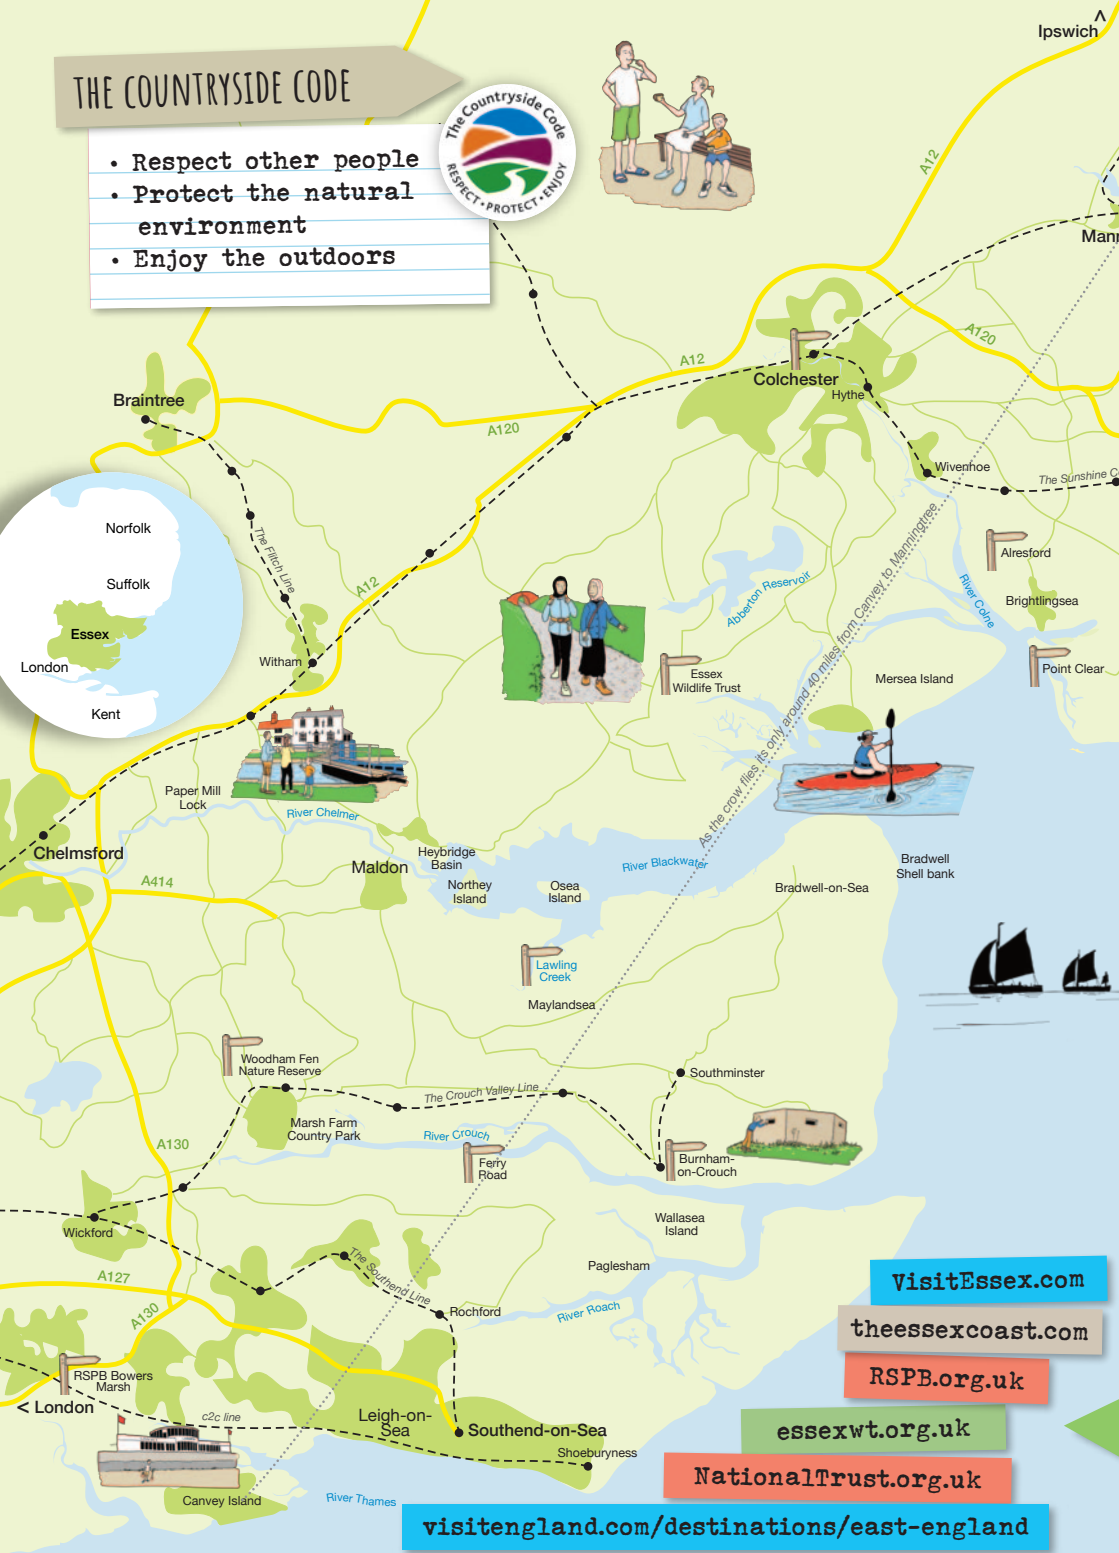 Ipswich
THE COUNTRYSIDE CODE
The Countryside Code
RESPECT • PROTECT • ENJOY
• Respect other people
• Protect the natural
environment
• Enjoy the outdoors
A12
A120
A12
Colchester
Hythe
Braintree
A120
Wivenhoe
The Sunshine
Norfolk
Suffolk
Essex
London
Kent
The Flitch Line
A12
Witham
Abberton Reservoir
As the crow flies its only around 40 miles from Canvey to Manningtree
River Colne
Alresford
Brightlingsea
Point Clear
Essex
Wildlife Trust
Mersea Island
Paper Mill
Lock
River Chelmer
Chelmsford
Maldon
Heybridge
Basin
Northey
Island
Osea
Island
River Blackwater
Bradwell
Shell bank
Bradwell-on-Sea
A414
Lawling
Creek
Maylandsea
Woodham Fen
Nature Reserve
Southminster
The Crouch Valley Line
Marsh Farm
Country Park
River Crouch
Ferry
Road
Burnham-
on-Crouch
A130
Wickford
Wallasea
Island
Paglesham
The Southend Line
Rochford
River Roach
A127
A130
RSPB Bowers
Marsh
< London
c2c line
Leigh-on-
Sea
Southend-on-Sea
Shoeburyness
Canvey Island
River Thames
VisitEssex.com
theessexcoast.com
RSPB.org.uk
essexwt.org.uk
NationalTrust.org.uk
visitengland.com/destinations/east-england